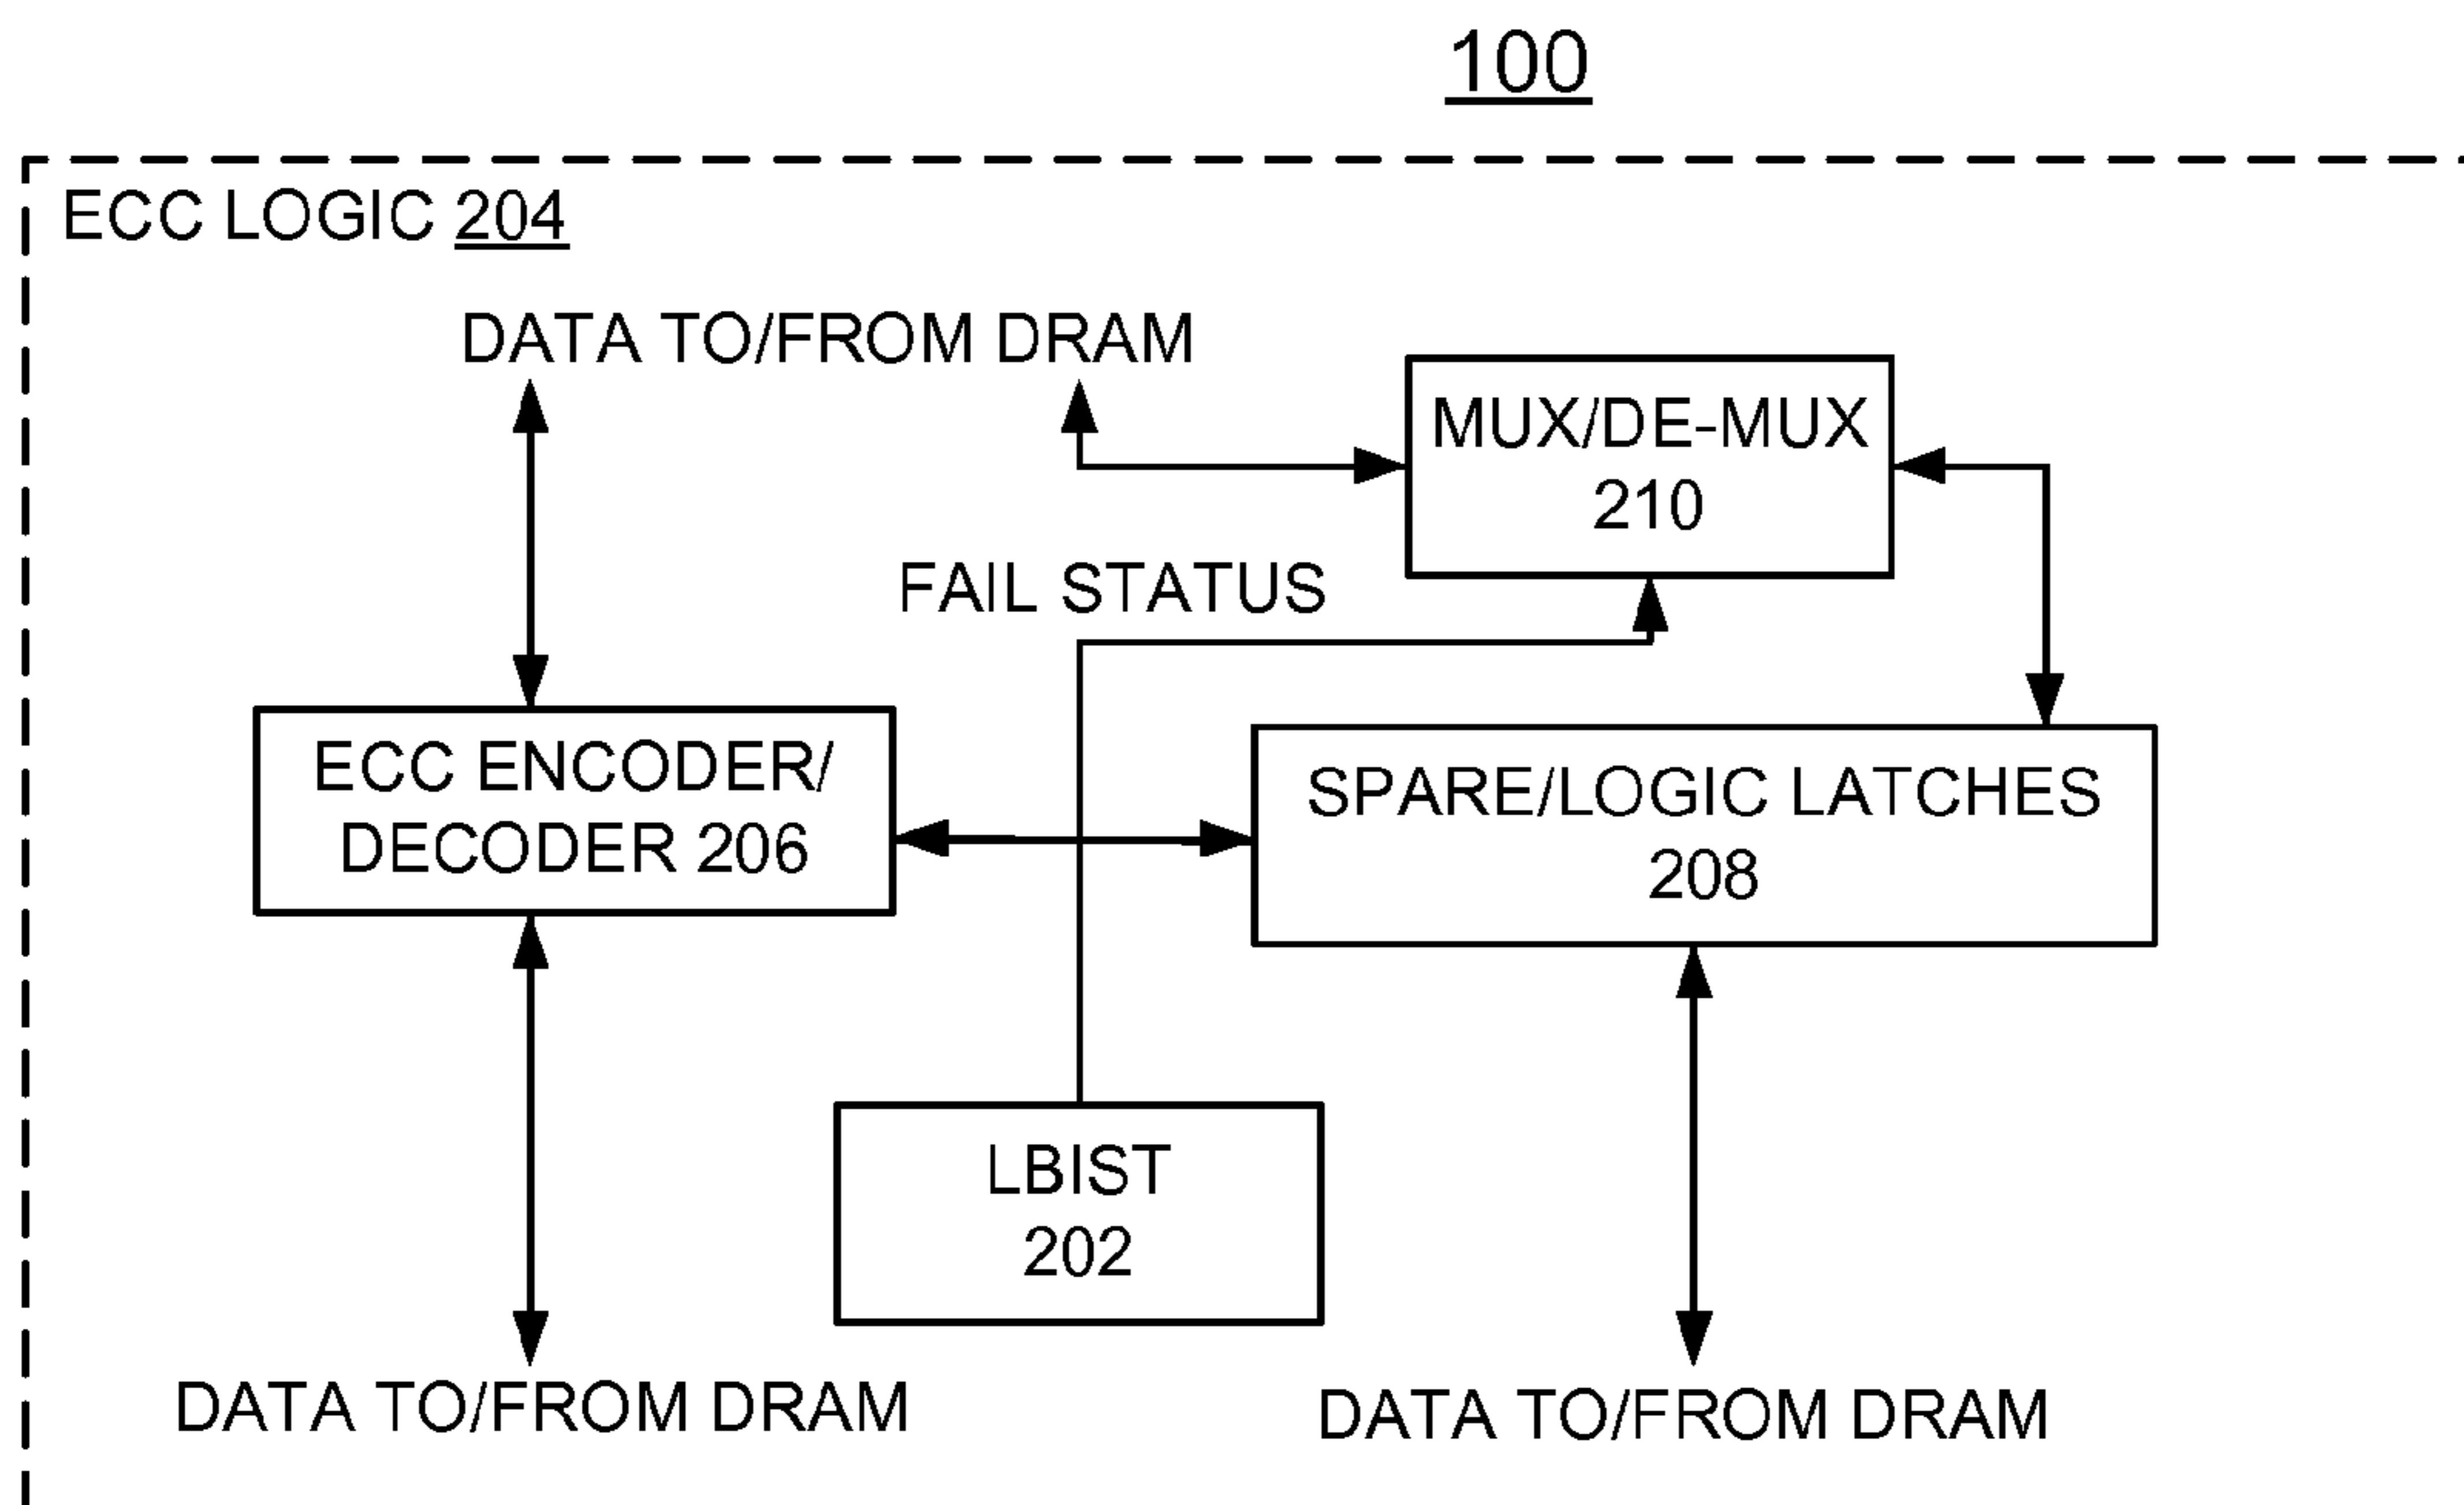 100
ECC LOGIC 204
DATA TO/FROM DRAM
MUX/DE-MUX
210
FAIL STATUS
ECC ENCODER/
DECODER 206
SPARE/LOGIC LATCHES
208
LBIST
202
DATA TO/FROM DRAM
DATA TO/FROM DRAM